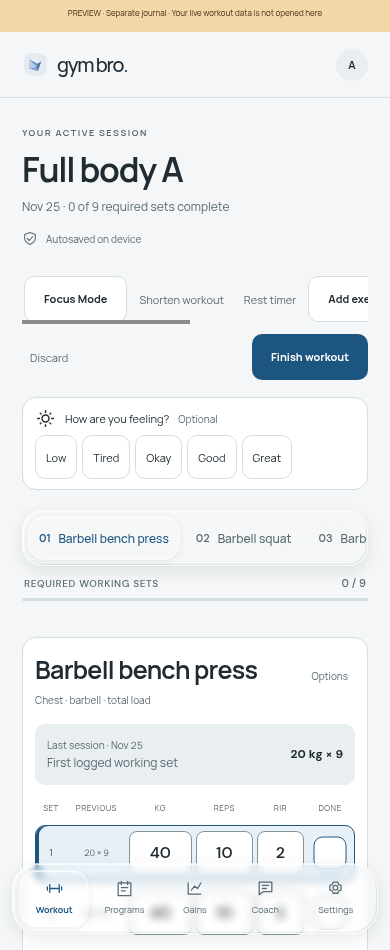 PREVIEW · Separate journal · Your live workout data is not opened here
gym bro.
A
YOUR ACTIVE SESSION
Full body A
Nov 25 · 0 of 9 required sets complete
Autosaved on device
Focus Mode
Shorten workout
Rest timer
Add exe
Discard
Finish workout
How are you feeling? Optional
Low
Tired
Okay
Good
Great
01 Barbell bench press
02 Barbell squat
03 Barb
REQUIRED WORKING SETS
0 / 9
Barbell bench press
Options
Chest · barbell · total load
Last session · Nov 25
First logged working set
20 kg × 9
SET PREVIOUS KG REPS RIR DONE
1 20 × 9 40 10 2
Workout
Programs
Gains
Coach
Settings